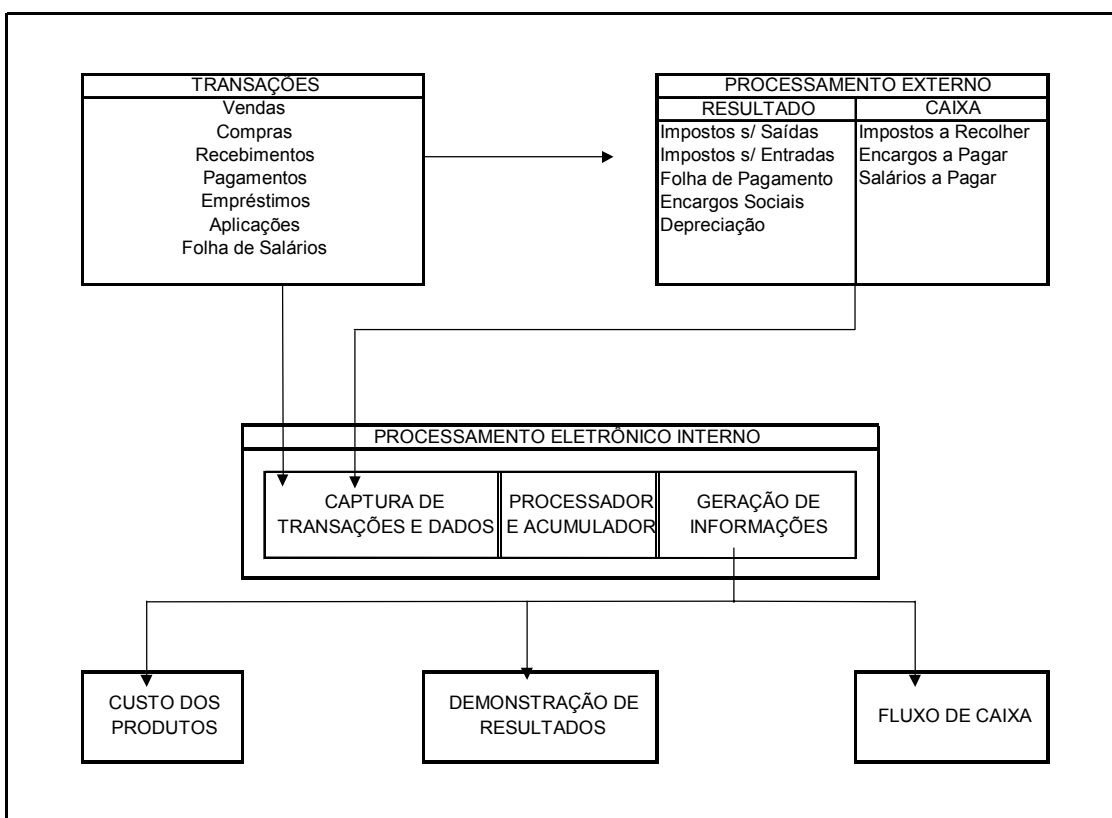 TRANSAÇÕES
Vendas
Compras
Recebimentos
Pagamentos
Empréstimos
Aplicações
Folha de Salários
PROCESSAMENTO EXTERNO
RESULTADO
Impostos s/ Saídas
Impostos s/ Entradas
Folha de Pagamento
Encargos Sociais
Depreciação
CAIXA
Impostos a Recolher
Encargos a Pagar
Salários a Pagar
PROCESSAMENTO ELETRÔNICO INTERNO
CAPTURA DE
TRANSAÇÕES E DADOS
PROCESSADOR
E ACUMULADOR
GERAÇÃO DE
INFORMAÇÕES
CUSTO DOS
PRODUTOS
DEMONSTRAÇÃO DE
RESULTADOS
FLUXO DE CAIXA